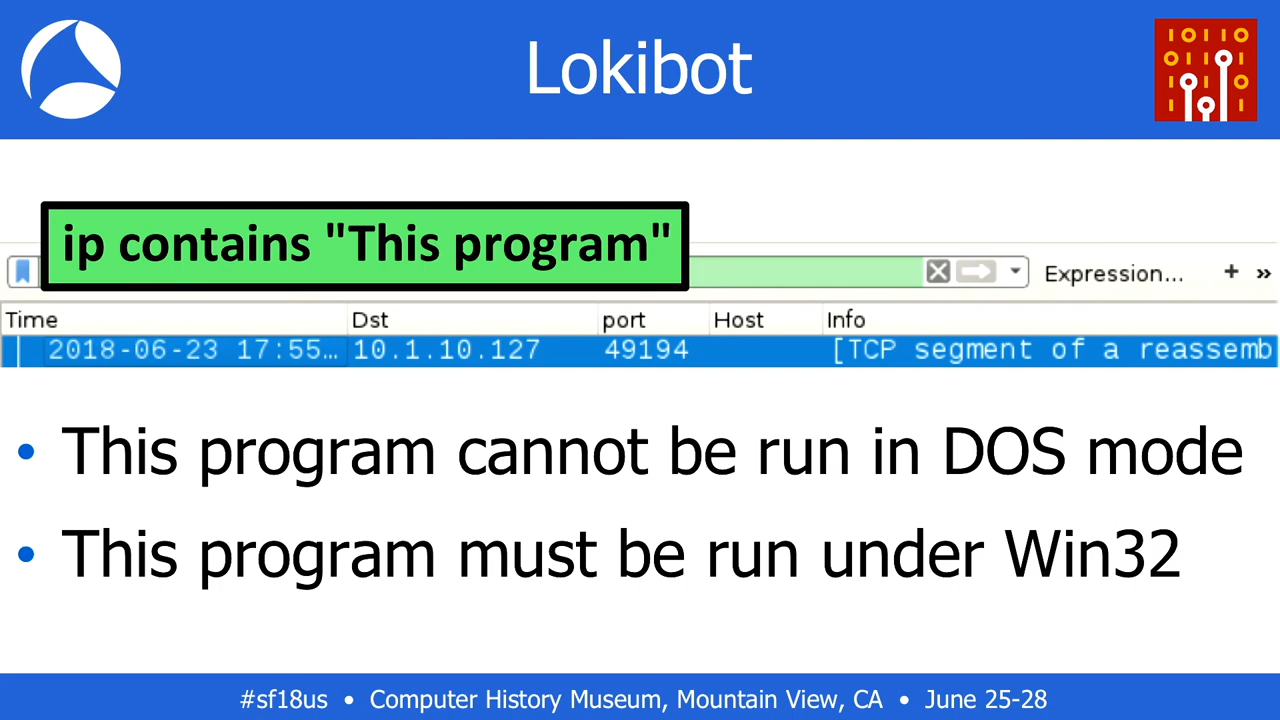 Lokibot
ip contains "This program"
Expression... + »
Time Dst port Host Info
2018-06-23 17:55… 10.1.10.127 49194 [TCP segment of a reassemb
• This program cannot be run in DOS mode
• This program must be run under Win32
#sf18us • Computer History Museum, Mountain View, CA • June 25-28